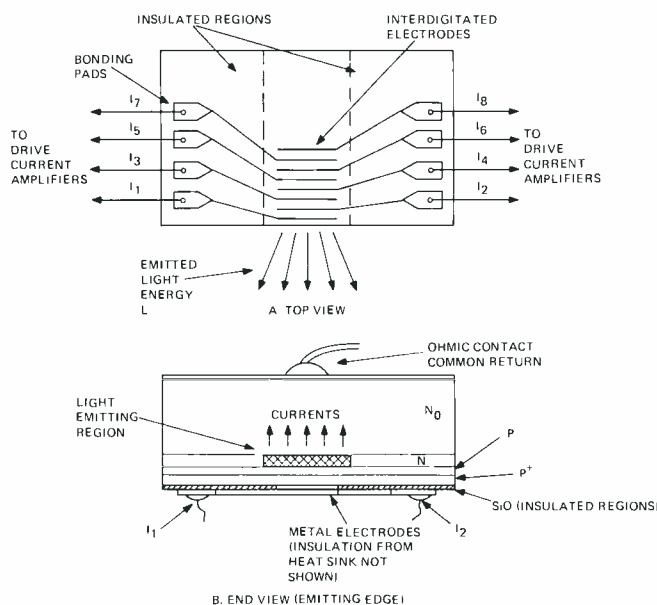 INSULATED REGIONS
INTERDIGITATED
ELECTRODES
BONDING
PADS
I7
I8
TO
DRIVE
CURRENT
AMPLIFIERS
I5
I6
TO
DRIVE
CURRENT
AMPLIFIERS
I3
I4
I1
I2
EMITTED
LIGHT
ENERGY
L
A TOP VIEW
OHMIC CONTACT
COMMON RETURN
LIGHT
EMITTING
REGION
CURRENTS
N0
N
P
P+
SiO (INSULATED REGIONS)
I1
METAL ELECTRODES
(INSULATION FROM
HEAT SINK NOT
SHOWN)
I2
B. END VIEW (EMITTING EDGE)